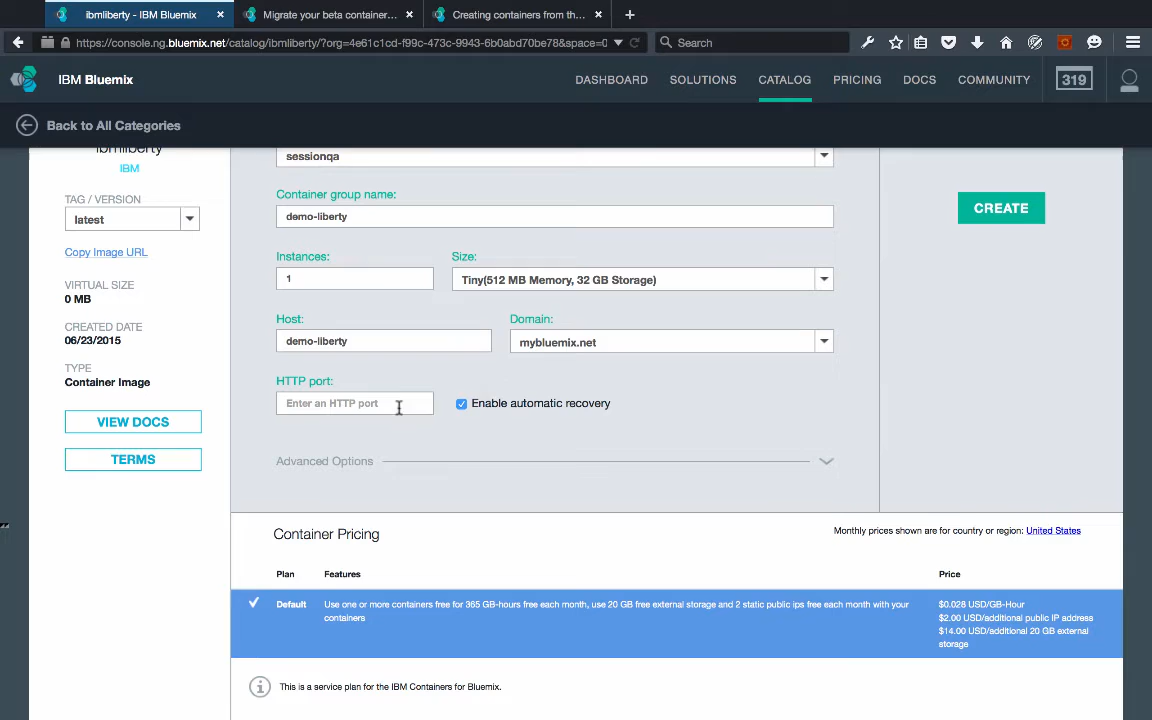 ibmliberty - IBM Bluemix
Migrate your beta container...
Creating containers from th...
https://console.ng.bluemix.net/catalog/ibmliberty/?org=4e61c1cd-f99c-473c-9943-6b0abd70be78&space=0
Search
IBM Bluemix
DASHBOARD
SOLUTIONS
CATALOG
PRICING
DOCS
COMMUNITY
319
Back to All Categories
ibmliberty
IBM
TAG / VERSION
latest
Copy Image URL
VIRTUAL SIZE
0 MB
CREATED DATE
06/23/2015
TYPE
Container Image
VIEW DOCS
TERMS
sessionqa
Container group name:
demo-liberty
Instances:
Size:
1
Tiny(512 MB Memory, 32 GB Storage)
Host:
Domain:
demo-liberty
mybluemix.net
HTTP port:
Enter an HTTP port
Enable automatic recovery
Advanced Options
CREATE
Container Pricing
Monthly prices shown are for country or region: United States
Plan
Features
Price
Default
Use one or more containers free for 365 GB-hours free each month, use 20 GB free external storage and 2 static public ips free each month with your
containers
$0.028 USD/GB-Hour
$2.00 USD/additional public IP address
$14.00 USD/additional 20 GB external
storage
This is a service plan for the IBM Containers for Bluemix.